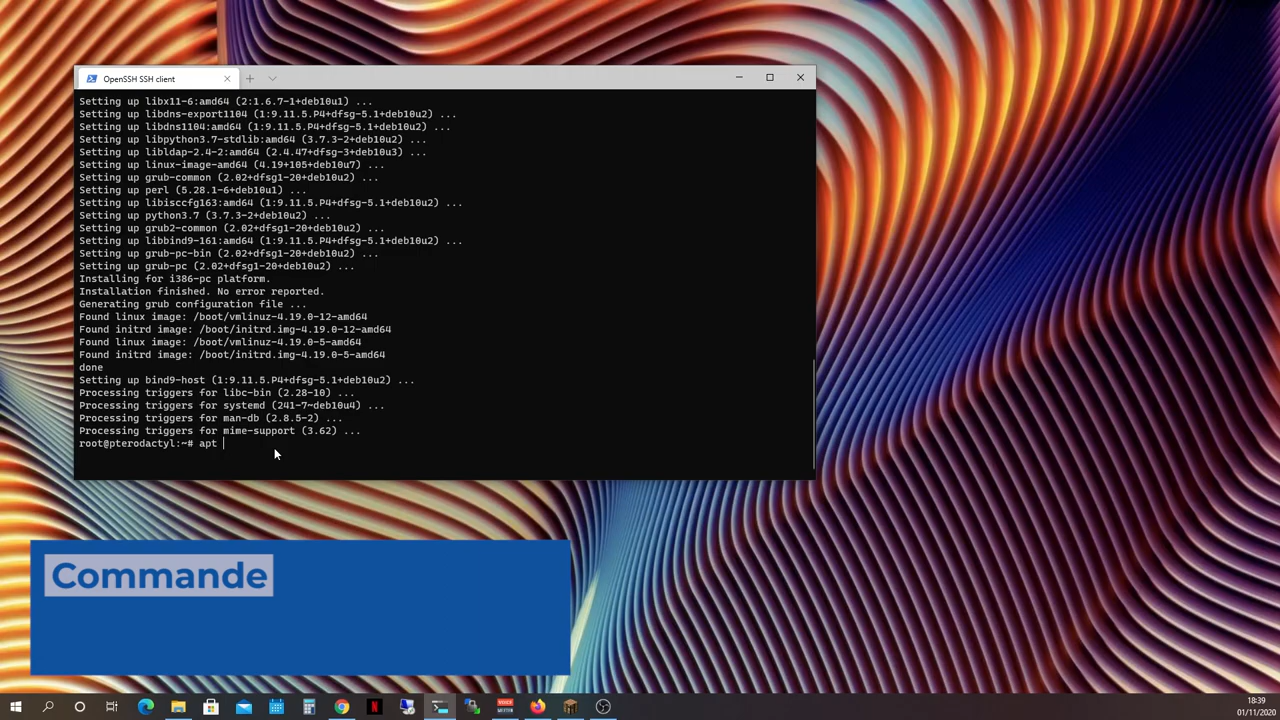 OpenSSH SSH client
Setting up libx11-6:amd64 (2:1.6.7-1+deb10u1) ...
Setting up libdns-export1104 (1:9.11.5.P4+dfsg-5.1+deb10u2) ...
Setting up libdns1104:amd64 (1:9.11.5.P4+dfsg-5.1+deb10u2) ...
Setting up libpython3.7-stdlib:amd64 (3.7.3-2+deb10u2) ...
Setting up libldap-2.4-2:amd64 (2.4.47+dfsg-3+deb10u3) ...
Setting up linux-image-amd64 (4.19+105+deb10u7) ...
Setting up grub-common (2.02+dfsg1-20+deb10u2) ...
Setting up perl (5.28.1-6+deb10u1) ...
Setting up libisccfg163:amd64 (1:9.11.5.P4+dfsg-5.1+deb10u2) ...
Setting up python3.7 (3.7.3-2+deb10u2) ...
Setting up grub2-common (2.02+dfsg1-20+deb10u2) ...
Setting up libbind9-161:amd64 (1:9.11.5.P4+dfsg-5.1+deb10u2) ...
Setting up grub-pc-bin (2.02+dfsg1-20+deb10u2) ...
Setting up grub-pc (2.02+dfsg1-20+deb10u2) ...
Installing for i386-pc platform.
Installation finished. No error reported.
Generating grub configuration file ...
Found linux image: /boot/vmlinuz-4.19.0-12-amd64
Found initrd image: /boot/initrd.img-4.19.0-12-amd64
Found linux image: /boot/vmlinuz-4.19.0-5-amd64
Found initrd image: /boot/initrd.img-4.19.0-5-amd64
done
Setting up bind9-host (1:9.11.5.P4+dfsg-5.1+deb10u2) ...
Processing triggers for libc-bin (2.28-10) ...
Processing triggers for systemd (241-7~deb10u4) ...
Processing triggers for man-db (2.8.5-2) ...
Processing triggers for mime-support (3.62) ...
root@pterodactyl:~# apt
Commande
18:39
01/11/2020